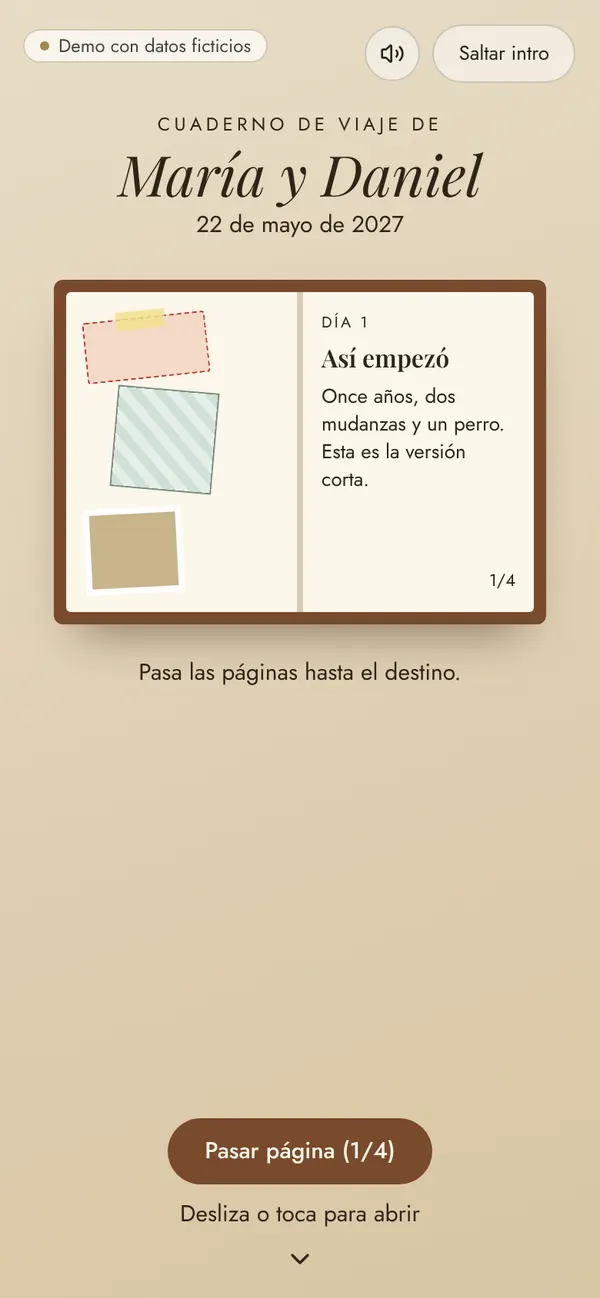 Demo con datos ficticios
Saltar intro
CUADERNO DE VIAJE DE
María y Daniel
22 de mayo de 2027
DÍA 1
Así empezó
Once años, dos
mudanzas y un perro.
Esta es la versión
corta.
1/4
Pasa las páginas hasta el destino.
Pasar página (1/4)
Desliza o toca para abrir